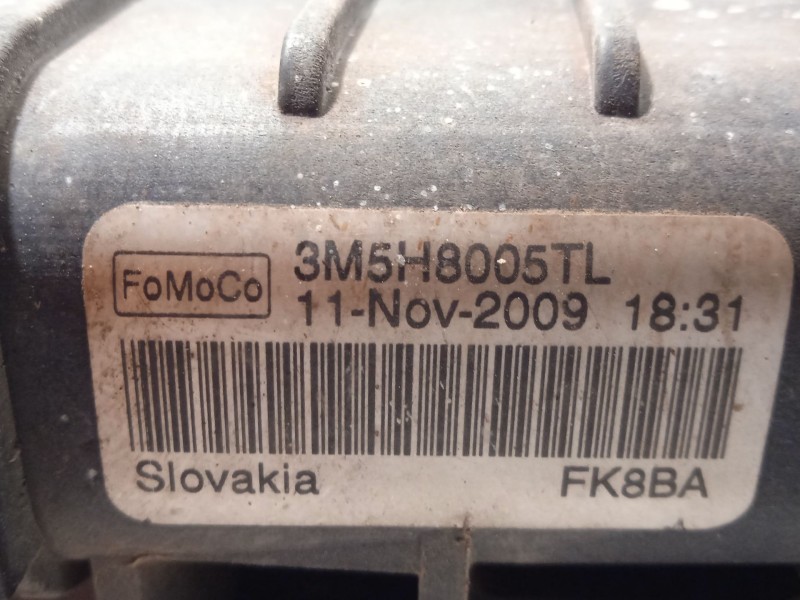 FoMoCo 3M5H8005TL
11-Nov-2009 18:31
Slovakia FK8BA